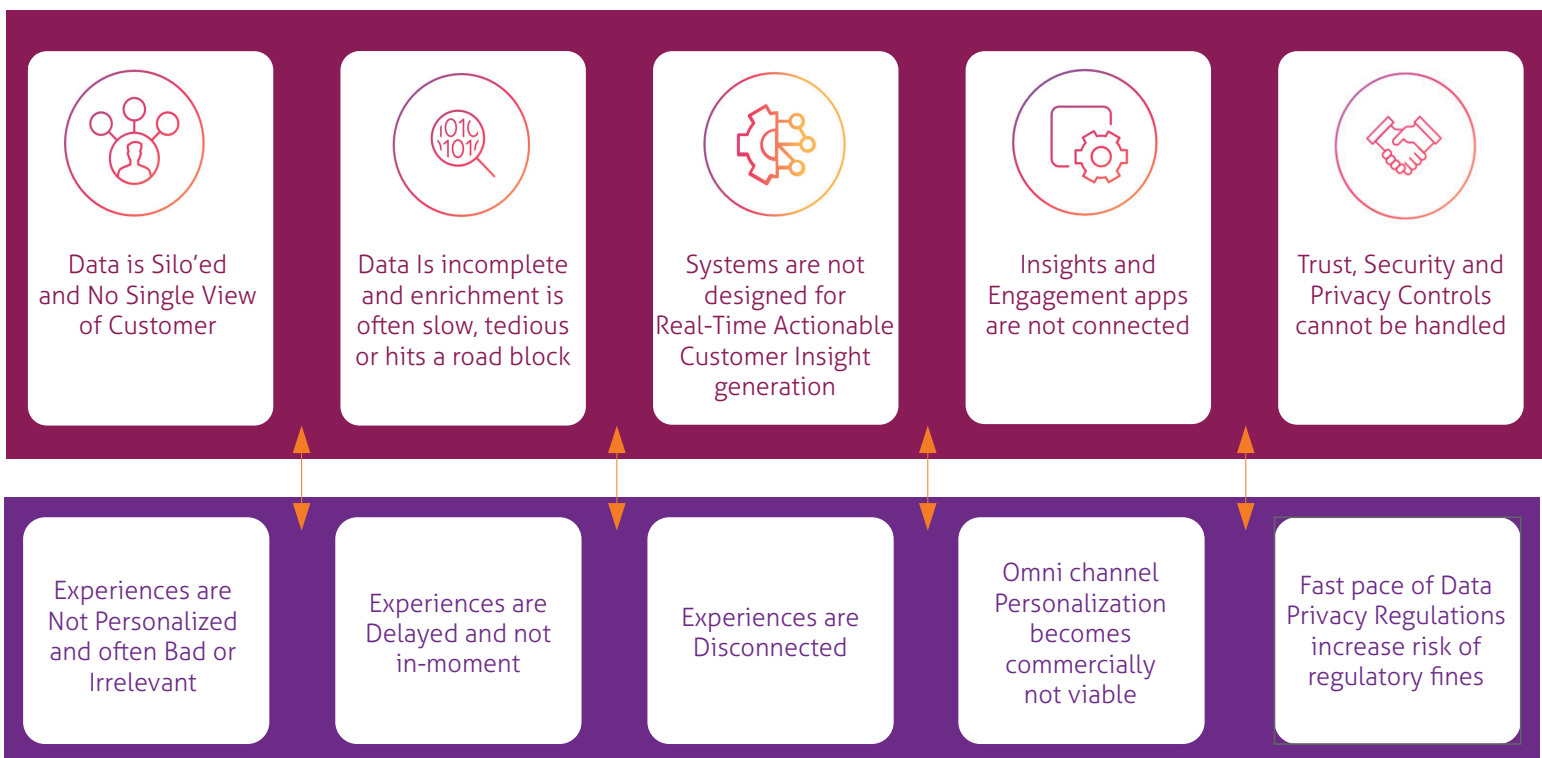 Data is Silo’ed
and No Single View
of Customer
Data Is incomplete
and enrichment is
often slow, tedious
or hits a road block
Systems are not
designed for
Real-Time Actionable
Customer Insight
generation
Insights and
Engagement apps
are not connected
Trust, Security and
Privacy Controls
cannot be handled
Experiences are
Not Personalized
and often Bad or
Irrelevant
Experiences are
Delayed and not
in-moment
Experiences are
Disconnected
Omni channel
Personalization
becomes
commercially
not viable
Fast pace of Data
Privacy Regulations
increase risk of
regulatory fines